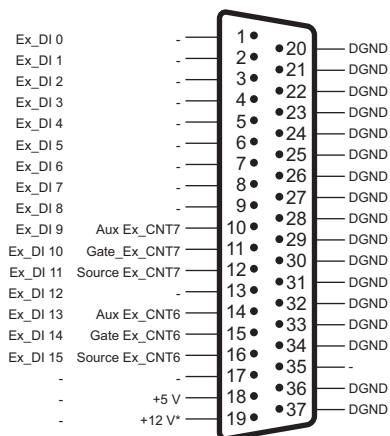 Ex_DI 0 - 1
20 DGND
Ex_DI 1 - 2
21 DGND
Ex_DI 2 - 3
22 DGND
Ex_DI 3 - 4
23 DGND
Ex_DI 4 - 5
24 DGND
Ex_DI 5 - 6
25 DGND
Ex_DI 6 - 7
26 DGND
Ex_DI 7 - 8
27 DGND
Ex_DI 8 - 9
28 DGND
Ex_DI 9 Aux Ex_CNT7 10
29 DGND
Ex_DI 10 Gate_Ex_CNT7 11
30 DGND
Ex_DI 11 Source Ex_CNT7 12
31 DGND
Ex_DI 12 - 13
32 DGND
Ex_DI 13 Aux Ex_CNT6 14
33 DGND
Ex_DI 14 Gate Ex_CNT6 15
34 DGND
Ex_DI 15 Source Ex_CNT6 16
35 -
- - 17
36 DGND
- +5 V 18
37 DGND
- +12 V* 19